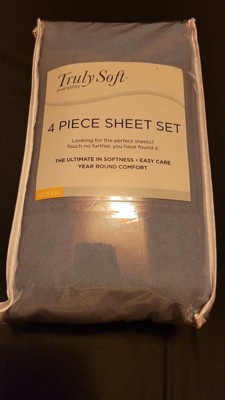 Truly Soft
everyday
4 PIECE SHEET SET
Looking for the perfect sheets?
Touch no further, you have found it.
THE ULTIMATE IN SOFTNESS • EASY CARE
YEAR ROUND COMFORT
QUEEN